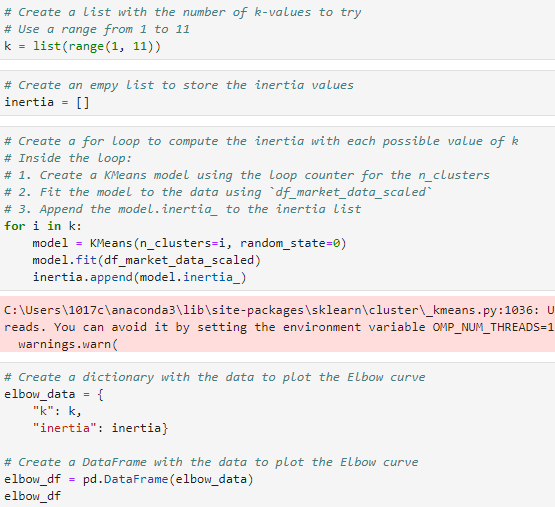 # Create a list with the number of k-values to try
# Use a range from 1 to 11
k = list(range(1, 11))
# Create an empy list to store the inertia values
inertia = []
# Create a for loop to compute the inertia with each possible value of k
# Inside the loop:
# 1. Create a KMeans model using the loop counter for the n_clusters
# 2. Fit the model to the data using `df_market_data_scaled`
# 3. Append the model.inertia_ to the inertia list
for i in k:
    model = KMeans(n_clusters=i, random_state=0)
    model.fit(df_market_data_scaled)
    inertia.append(model.inertia_)
C:\Users\1017c\anaconda3\lib\site-packages\sklearn\cluster\_kmeans.py:1036: U
reads. You can avoid it by setting the environment variable OMP_NUM_THREADS=1
  warnings.warn(
# Create a dictionary with the data to plot the Elbow curve
elbow_data = {
    "k": k,
    "inertia": inertia}
# Create a DataFrame with the data to plot the Elbow curve
elbow_df = pd.DataFrame(elbow_data)
elbow_df